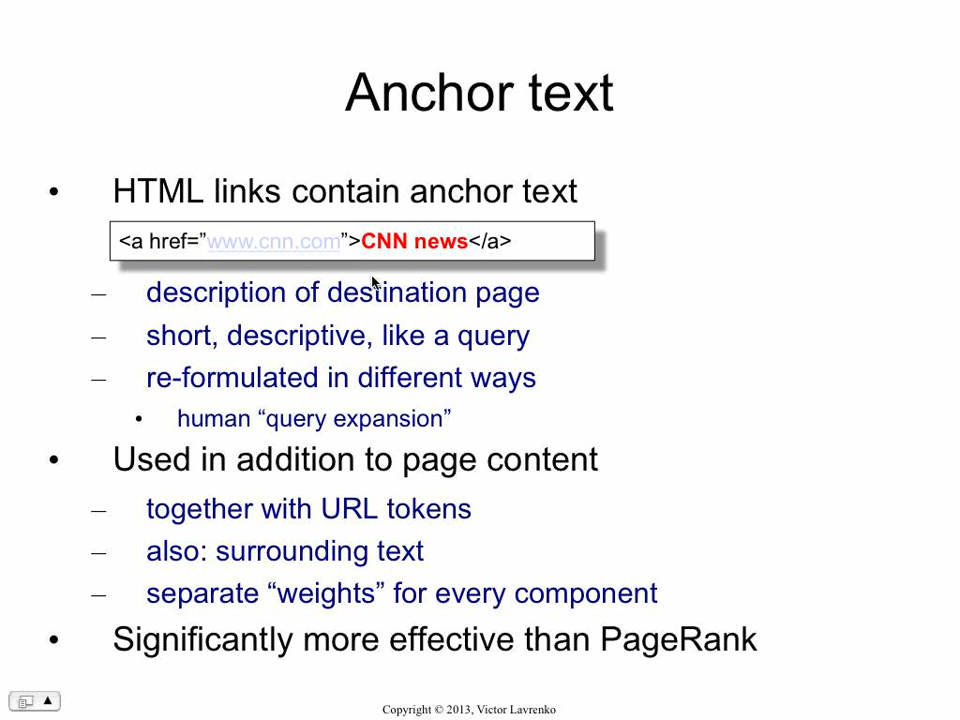 Anchor text
• HTML links contain anchor text
<a href=”www.cnn.com”>CNN news</a>
– description of destination page
– short, descriptive, like a query
– re-formulated in different ways
• human “query expansion”
• Used in addition to page content
– together with URL tokens
– also: surrounding text
– separate “weights” for every component
• Significantly more effective than PageRank
Copyright © 2013, Victor Lavrenko